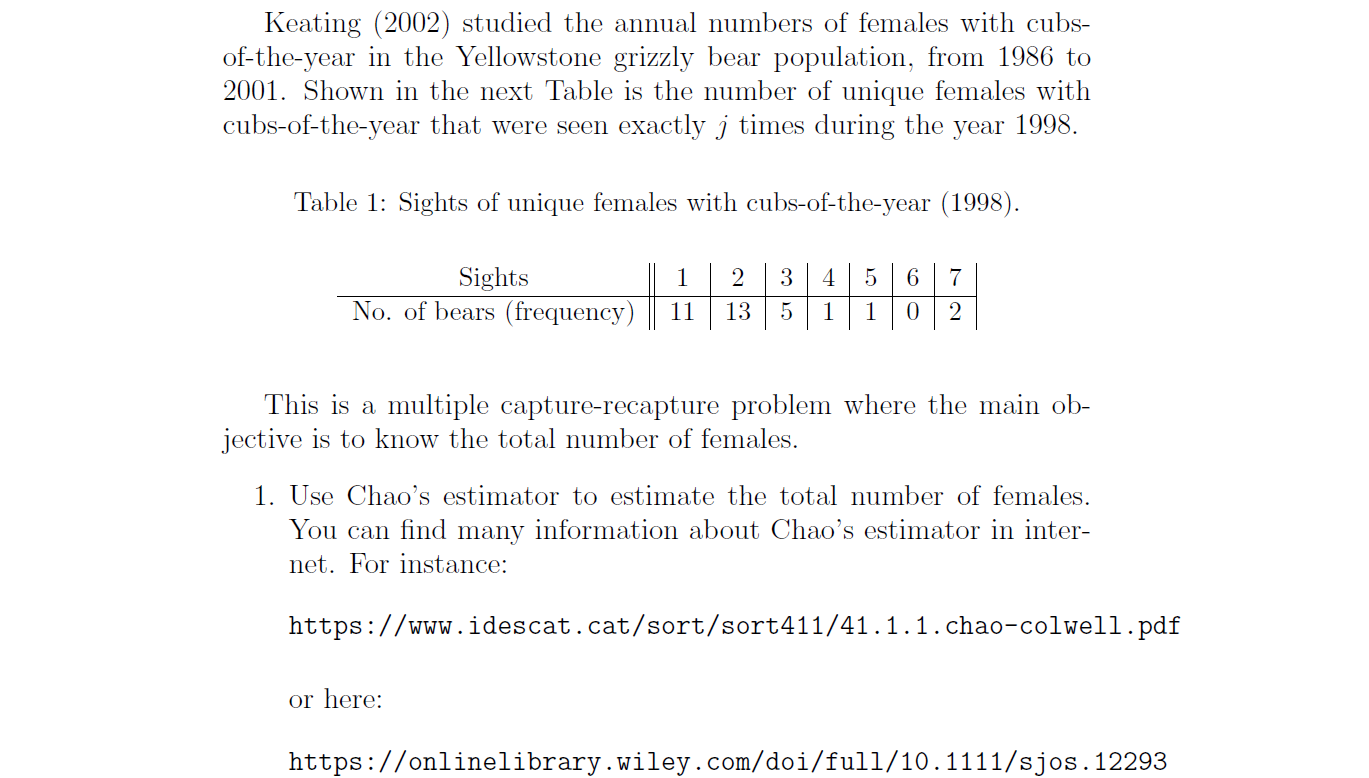 Keating (2002) studied the annual numbers of females with cubs-
of-the-year in the Yellowstone grizzly bear population, from 1986 to
2001. Shown in the next Table is the number of unique females with
cubs-of-the-year that were seen exactly j times during the year 1998.
Table 1: Sights of unique females with cubs-of-the-year (1998).
Sights 1 2 3 4 5 6 7
No. of bears (frequency) 11 13 5 1 1 0 2
This is a multiple capture-recapture problem where the main ob-
jective is to know the total number of females.
1. Use Chao's estimator to estimate the total number of females.
You can find many information about Chao's estimator in inter-
net. For instance:
https://www.idescat.cat/sort/sort411/41.1.1.chao-colwell.pdf
or here:
https://onlinelibrary.wiley.com/doi/full/10.1111/sjos.12293